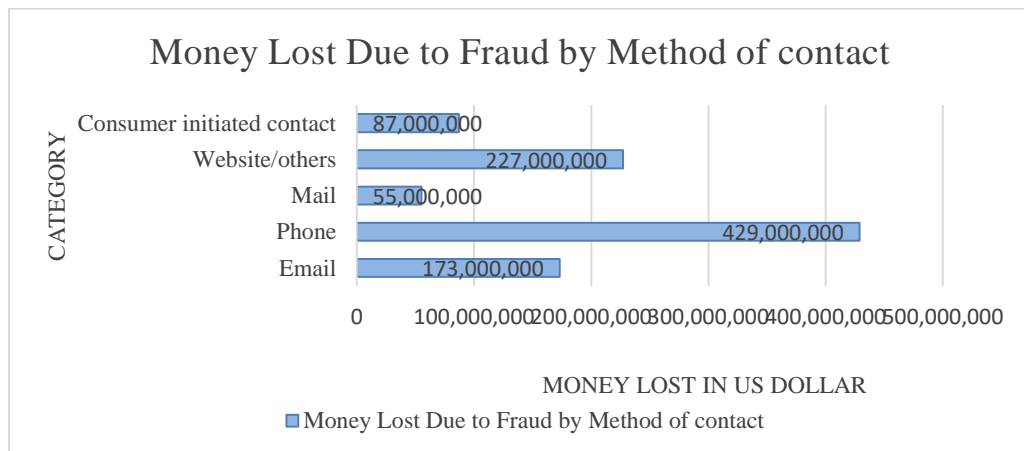 Money Lost Due to Fraud by Method of contact
CATEGORY
Consumer initiated contact 87,000,000
Website/others 227,000,000
Mail 55,000,000
Phone 429,000,000
Email 173,000,000
0 100,000,000 200,000,000 300,000,000 400,000,000 500,000,000
MONEY LOST IN US DOLLAR
Money Lost Due to Fraud by Method of contact